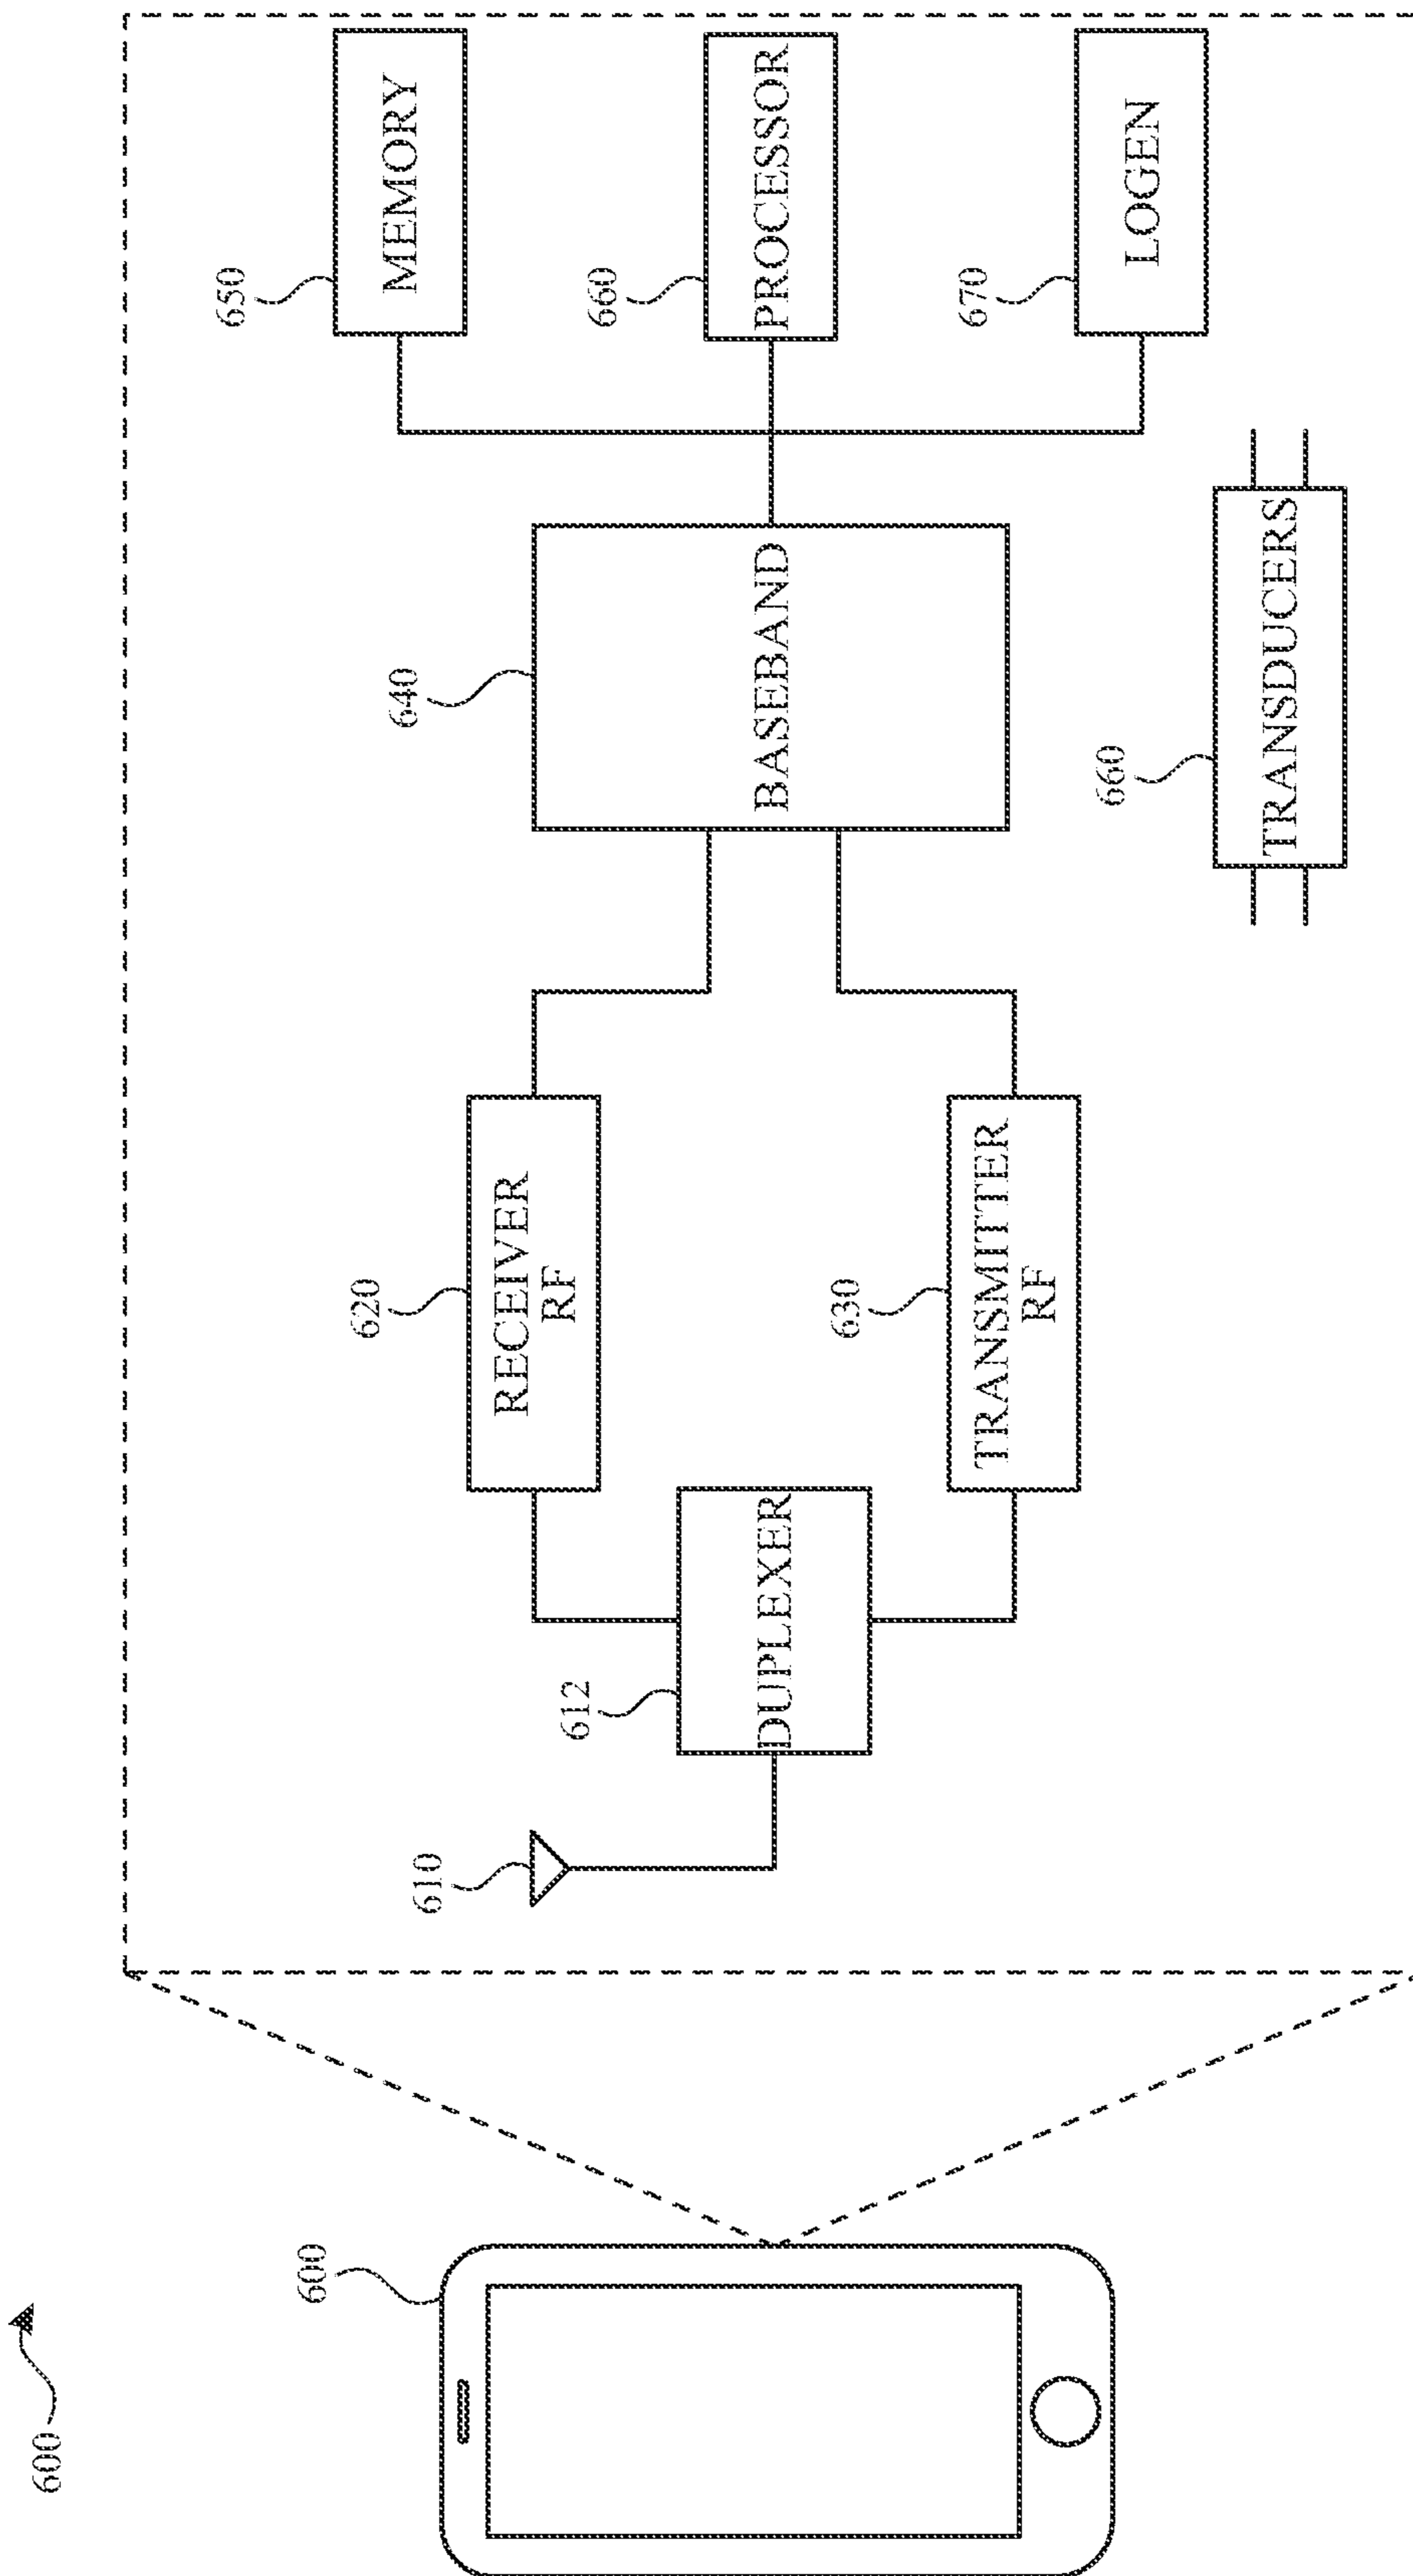 600
600
610
612
DUPLEXER
620
RECEIVER
RF
630
TRANSMITTER
RF
640
BASEBAND
650
MEMORY
660
PROCESSOR
670
LOGEN
660
TRANSDUCERS